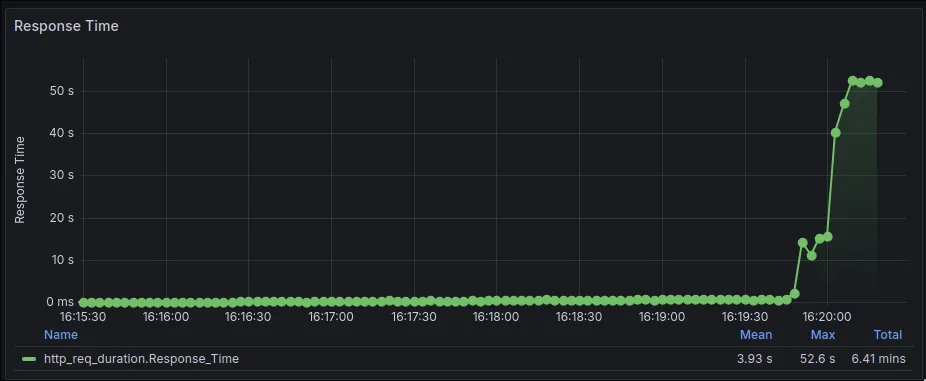 Response Time
50 s
40 s
30 s
20 s
10 s
0 ms
Response Time
16:15:30 16:16:00 16:16:30 16:17:00 16:17:30 16:18:00 16:18:30 16:19:00 16:19:30 16:20:00
Name Mean Max Total
http_req_duration.Response_Time 3.93 s 52.6 s 6.41 mins